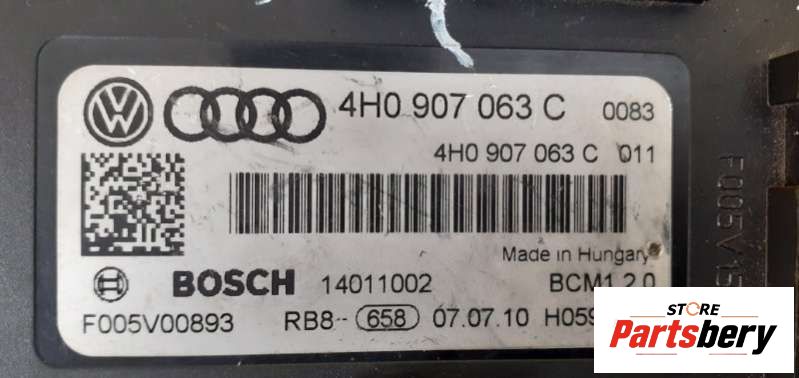 4H0 907 063 C 0083
4H0 907 063 C 011
Made in Hungary
BOSCH 14011002 BCM1 2.0
F005V00893 RB8-- 658 07.07.10 H059
STORE
Partsbery